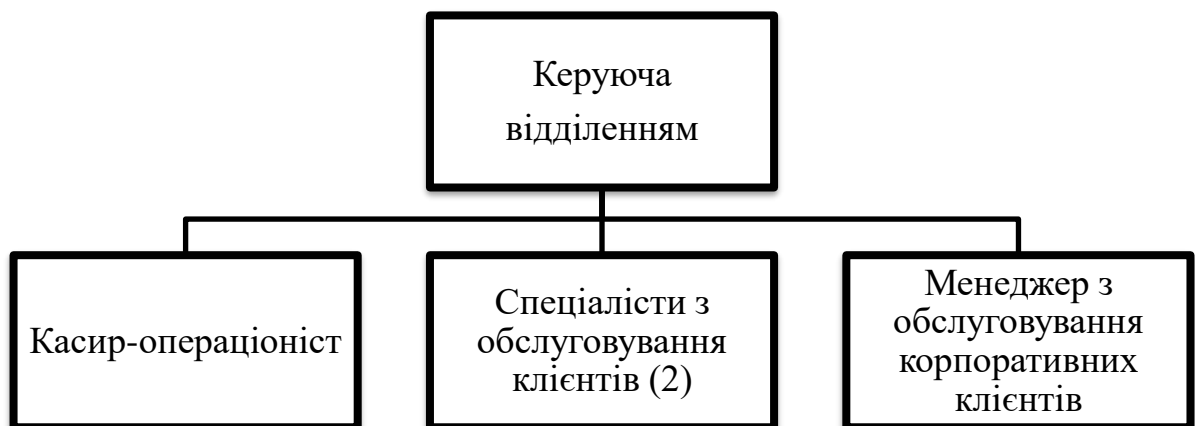 Керуюча
відділенням
Касир-операціоніст
Спеціалісти з
обслуговування
клієнтів (2)
Менеджер з
обслуговування
корпоративних
клієнтів